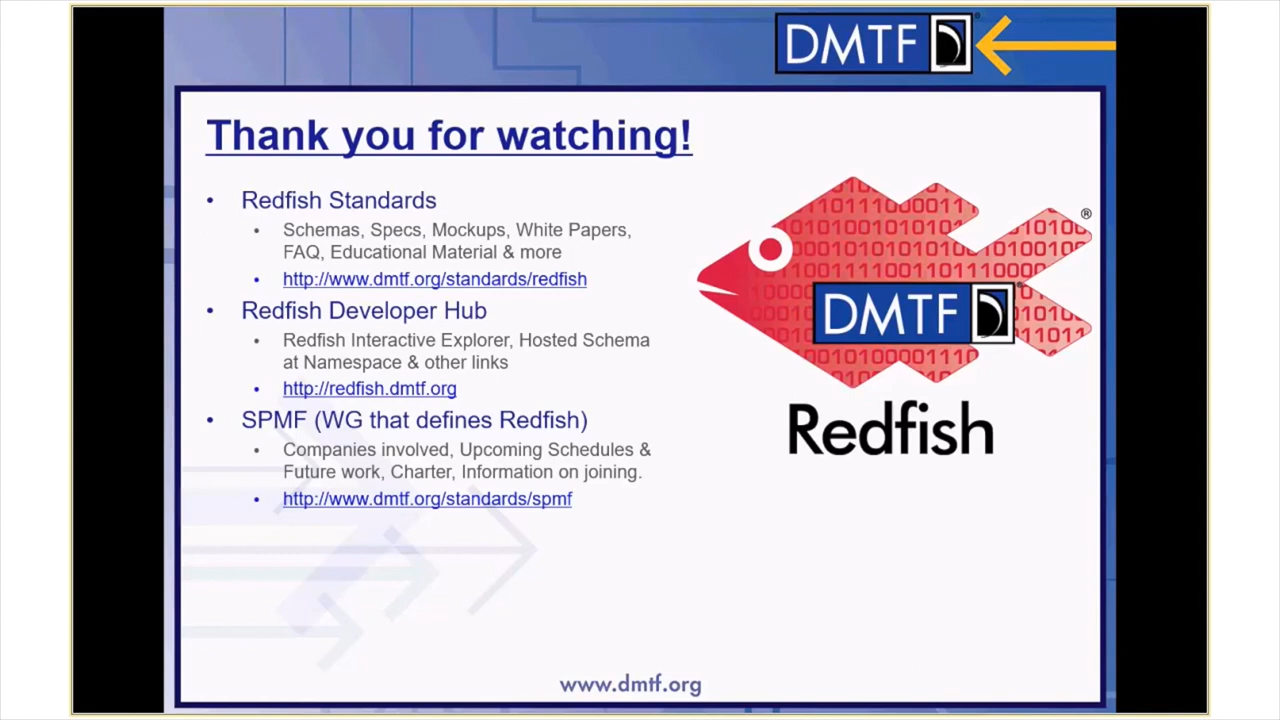 DMTF
Thank you for watching!
• Redfish Standards
• Schemas, Specs, Mockups, White Papers,
FAQ, Educational Material & more
• http://www.dmtf.org/standards/redfish
• Redfish Developer Hub
• Redfish Interactive Explorer, Hosted Schema
at Namespace & other links
• http://redfish.dmtf.org
• SPMF (WG that defines Redfish)
• Companies involved, Upcoming Schedules &
Future work, Charter, Information on joining.
• http://www.dmtf.org/standards/spmf
®
DMTF
Redfish
www.dmtf.org